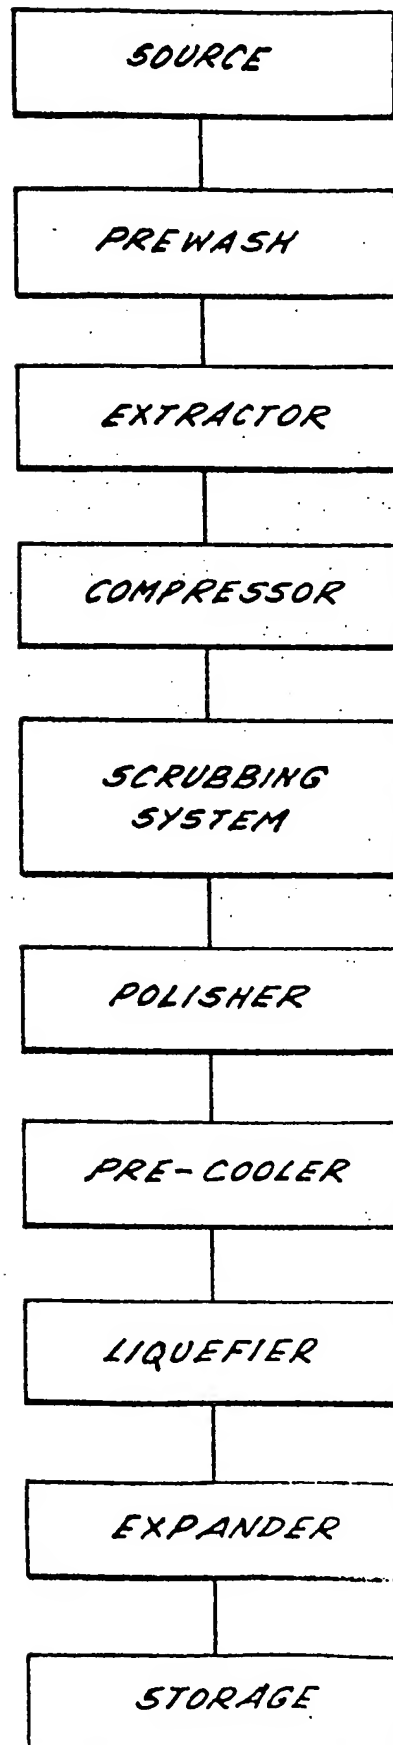 SOURCE
PREWASH
EXTRACTOR
COMPRESSOR
SCRUBBING
SYSTEM
POLISHER
PRE-COOLER
LIQUEFIER
EXPANDER
STORAGE